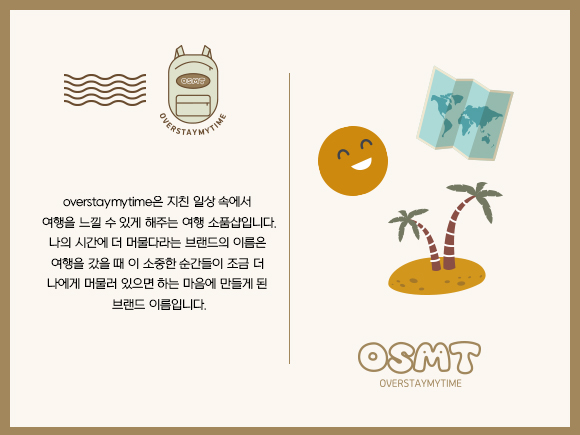 OSMT
OVERSTAYMYTIME
overstaymytime은 지친 일상 속에서
여행을 느낄 수 있게 해주는 여행 소품샵입니다.
나의 시간에 더 머물다라는 브랜드의 이름은
여행을 갔을 때 이 소중한 순간들이 조금 더
나에게 머물러 있으면 하는 마음에 만들게 된
브랜드 이름입니다.
OSMT
OVERSTAYMYTIME